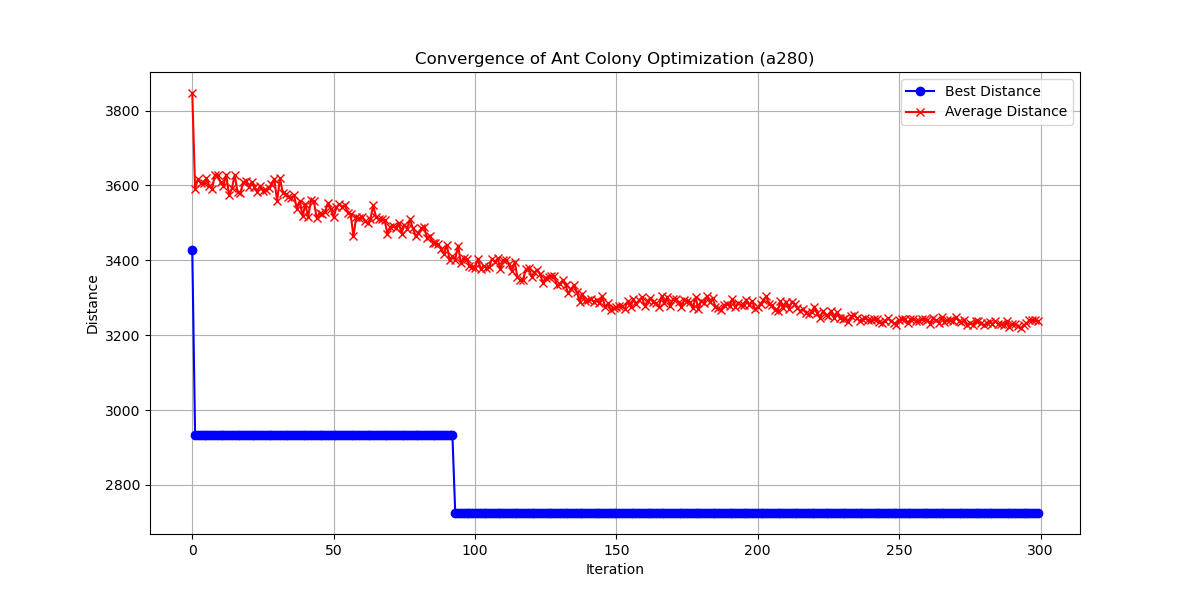 Convergence of Ant Colony Optimization (a280)
Best Distance
Average Distance
3800
3600
3400
3200
3000
2800
Distance
0 50 100 150 200 250 300
Iteration